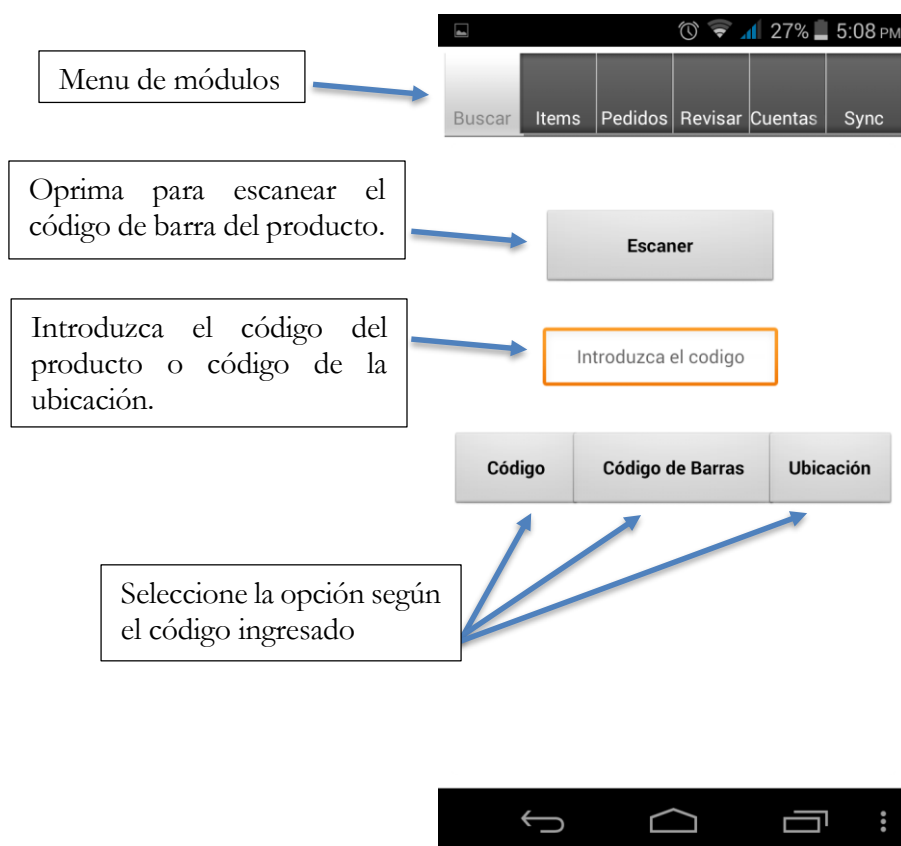 27% 5:08 PM
Menu de módulos
Buscar Items Pedidos Revisar Cuentas Sync
Oprima para escanear el
código de barra del producto.
Escaner
Introduzca el código del
producto o código de la
ubicación.
Introduzca el codigo
Código Código de Barras Ubicación
Seleccione la opción según
el código ingresado